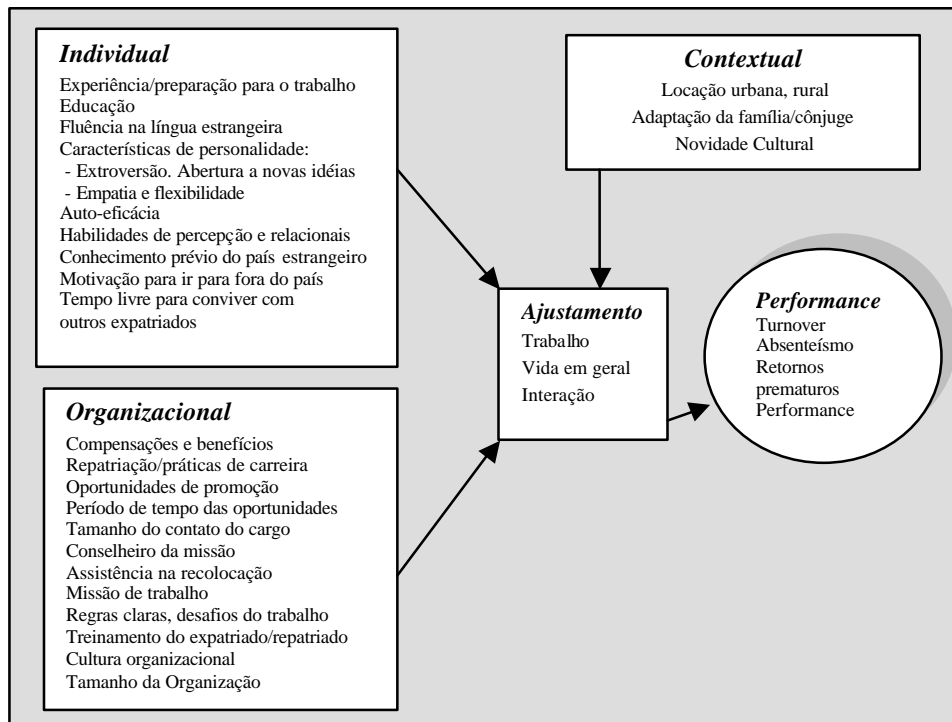 Individual
Experiência/preparação para o trabalho
Educação
Fluência na língua estrangeira
Características de personalidade:
- Extroversão. Abertura a novas idéias
- Empatia e flexibilidade
Auto-eficácia
Habilidades de percepção e relacionais
Conhecimento prévio do país estrangeiro
Motivação para ir para fora do país
Tempo livre para conviver com
outros expatriados
Contextual
Locação urbana, rural
Adaptação da família/cônjuge
Novidade Cultural
Ajustamento
Trabalho
Vida em geral
Interação
Performance
Turnover
Absenteísmo
Retornos
prematuros
Performance
Organizacional
Compensações e benefícios
Repatriação/práticas de carreira
Oportunidades de promoção
Período de tempo das oportunidades
Tamanho do contato do cargo
Conselheiro da missão
Assistência na recolocação
Missão de trabalho
Regras claras, desafios do trabalho
Treinamento do expatriado/repatriado
Cultura organizacional
Tamanho da Organização